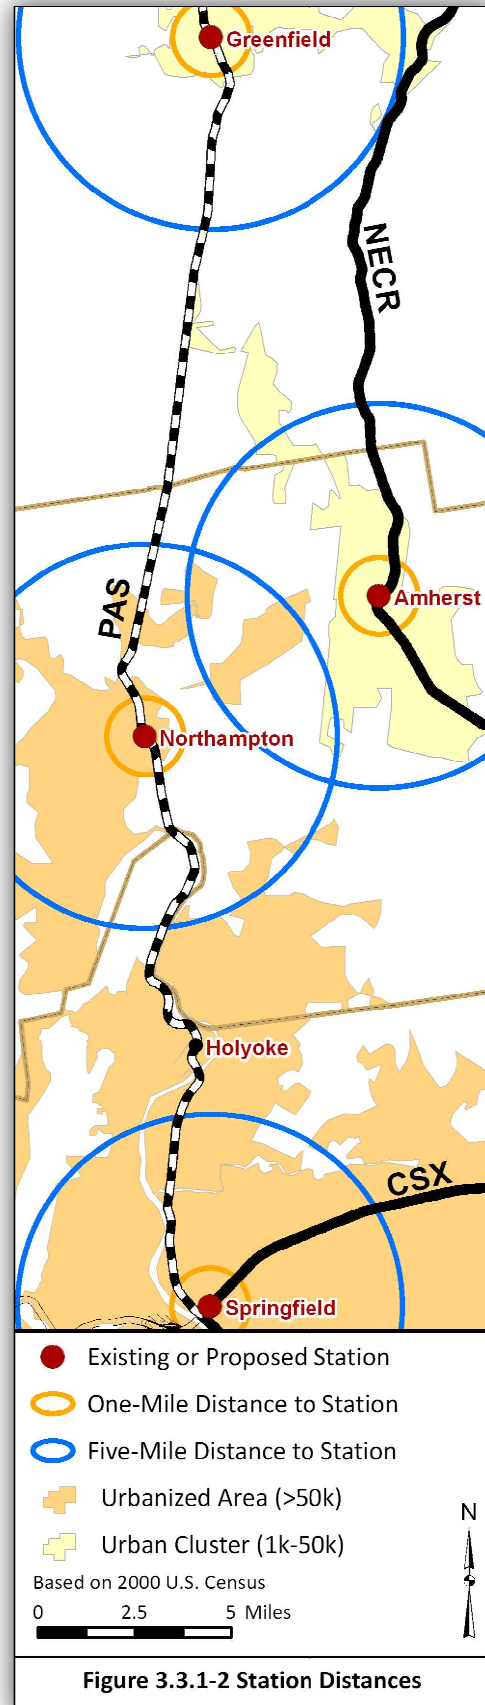 Greenfield
NECR
Amherst
PAS
Northampton
Holyoke
CSX
Springfield
Existing or Proposed Station
One-Mile Distance to Station
Five-Mile Distance to Station
Urbanized Area (>50k)
Urban Cluster (1k-50k)
N
Based on 2000 U.S. Census
0 2.5 5 Miles
Figure 3.3.1-2 Station Distances